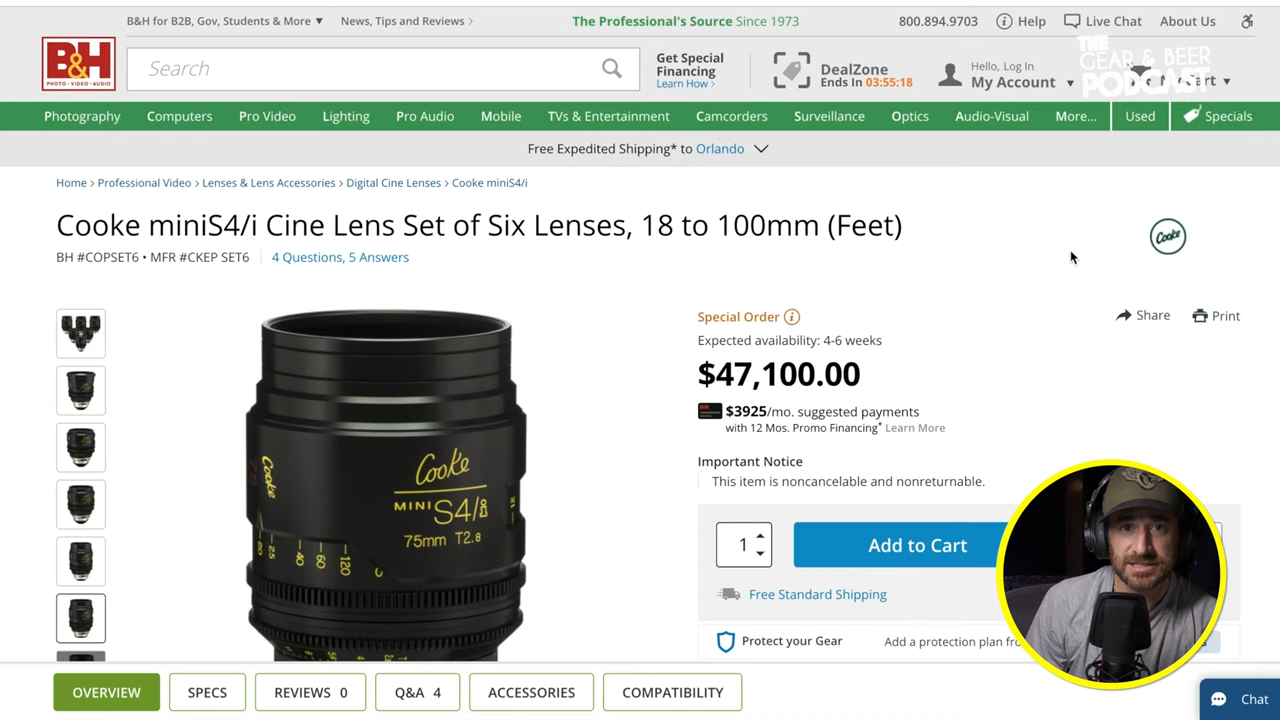 B&H for B2B, Gov, Students & More ▼
News, Tips and Reviews >
The Professional's Source Since 1973
800.894.9703
Help
Live Chat
About Us
B&H
PHOTO • VIDEO • AUDIO
Search
Get Special
Financing
Learn How >
DealZone
Ends In 03:55:18
Hello, Log In
My Account ▼
THE
GEAR & BEER
PODCAST
Photography
Computers
Pro Video
Lighting
Pro Audio
Mobile
TVs & Entertainment
Camcorders
Surveillance
Optics
Audio-Visual
More...
Used
Specials
Free Expedited Shipping* to Orlando
Home > Professional Video > Lenses & Lens Accessories > Digital Cine Lenses > Cooke miniS4/i
Cooke miniS4/i Cine Lens Set of Six Lenses, 18 to 100mm (Feet)
Cooke
BH #COPSET6 • MFR #CKEP SET6
4 Questions, 5 Answers
Special Order
Share
Print
Expected availability: 4-6 weeks
$47,100.00
$3925/mo. suggested payments
with 12 Mos. Promo Financing* Learn More
Important Notice
This item is noncancelable and nonreturnable.
Cooke
Cooke
MINI S4/i
75mm T2.8
40
60
120
1
Add to Cart
Free Standard Shipping
Protect your Gear
Add a protection plan
OVERVIEW
SPECS
REVIEWS 0
Q&A 4
ACCESSORIES
COMPATIBILITY
Chat